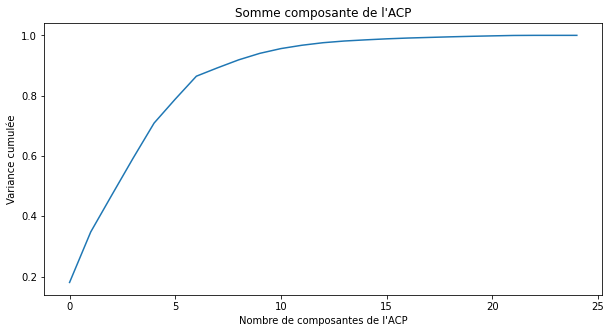 Somme composante de l'ACP
Variance cumulée
1.0
0.8
0.6
0.4
0.2
0 5 10 15 20 25
Nombre de composantes de l'ACP